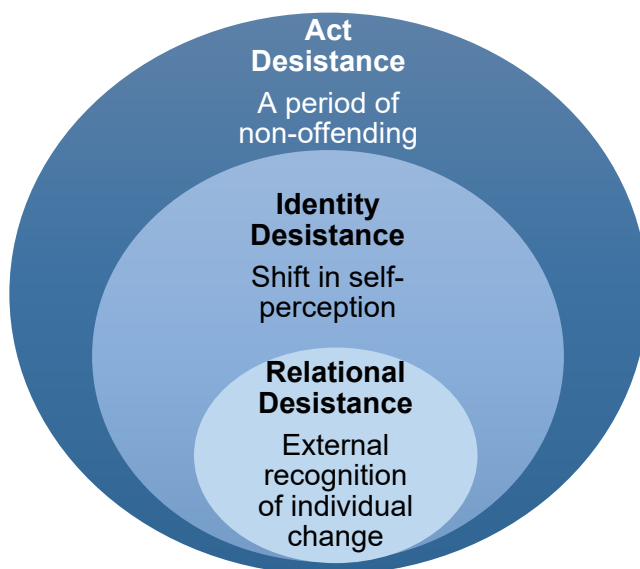 Act
Desistance
A period of
non-offending
Identity
Desistance
Shift in self-
perception
Relational
Desistance
External
recognition
of individual
change